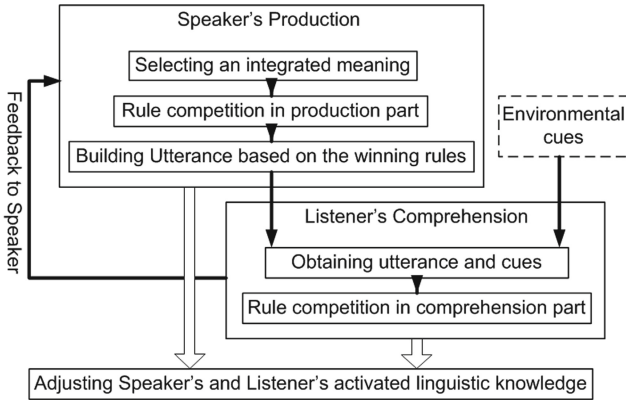 Speaker's Production
Selecting an integrated meaning
Rule competition in production part
Building Utterance based on the winning rules
Feedback to Speaker
Environmental
cues
Listener's Comprehension
Obtaining utterance and cues
Rule competition in comprehension part
Adjusting Speaker's and Listener's activated linguistic knowledge